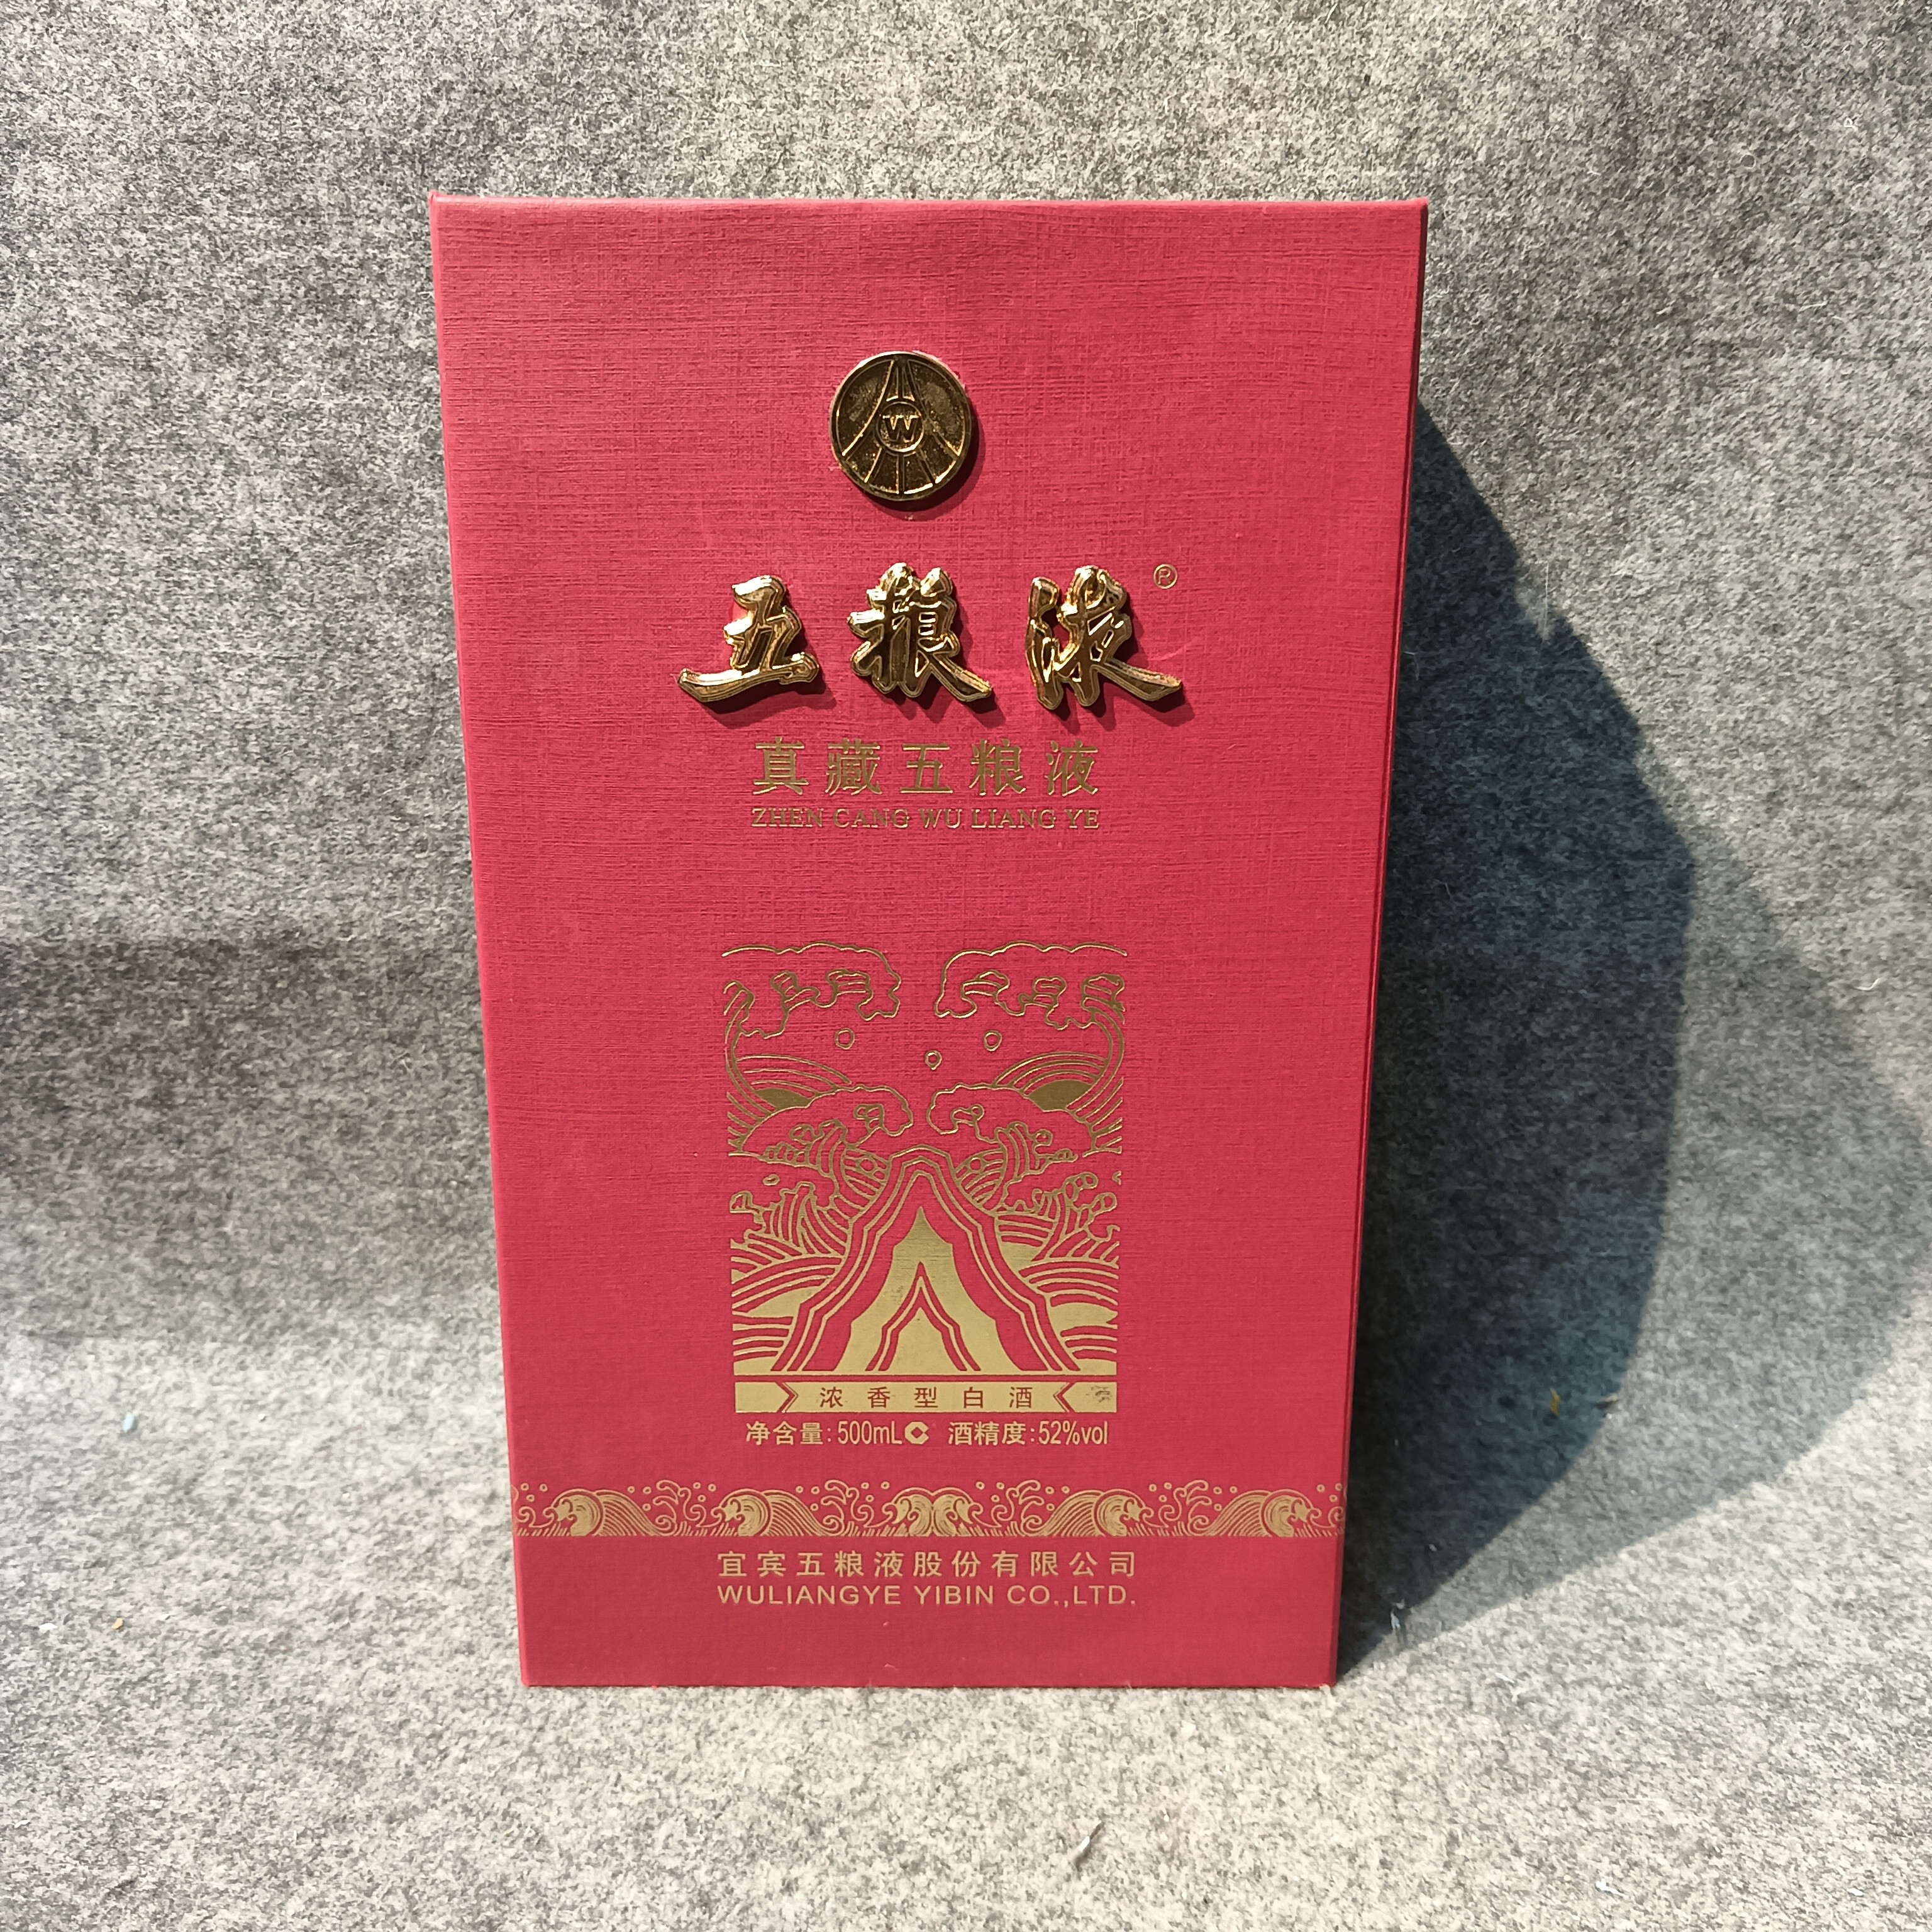 W
五粮液®
真藏五粮液
ZHEN CANG WU LIANG YE
浓香型白酒
净含量:500mLC 酒精度:52%vol
宜宾五粮液股份有限公司
WULIANGYE YIBIN CO.,LTD.